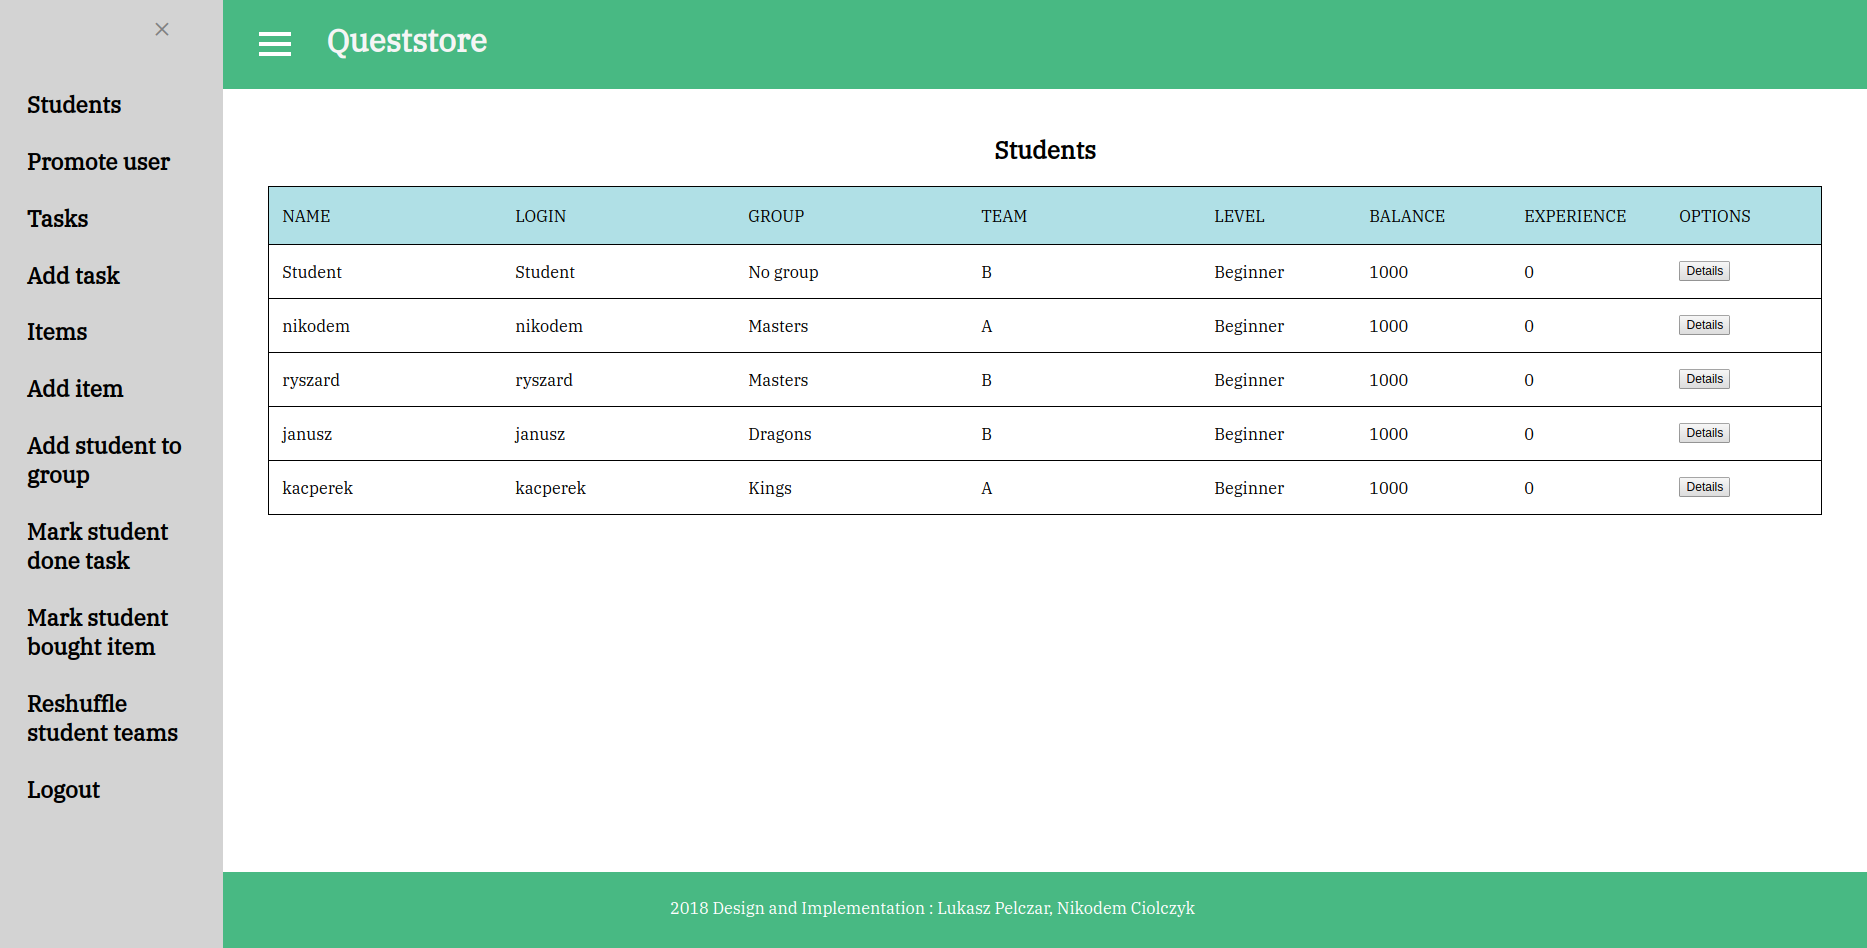 Students
Promote user
Tasks
Add task
Items
Add item
Add student to
group
Mark student
done task
Mark student
bought item
Reshuffle
student teams
Logout
Queststore
Students
NAME LOGIN GROUP TEAM LEVEL BALANCE EXPERIENCE OPTIONS
Student Student No group B Beginner 1000 0 Details
nikodem nikodem Masters A Beginner 1000 0 Details
ryszard ryszard Masters B Beginner 1000 0 Details
janusz janusz Dragons B Beginner 1000 0 Details
kacperek kacperek Kings A Beginner 1000 0 Details
2018 Design and Implementation : Lukasz Pelczar, Nikodem Ciolczyk